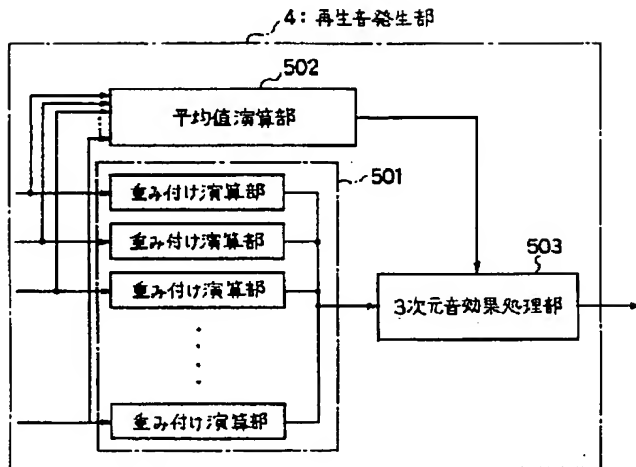 4: 再生音発生部
502
平均値演算部
501
重み付け演算部
重み付け演算部
重み付け演算部
503
3次元音効果処理部
重み付け演算部